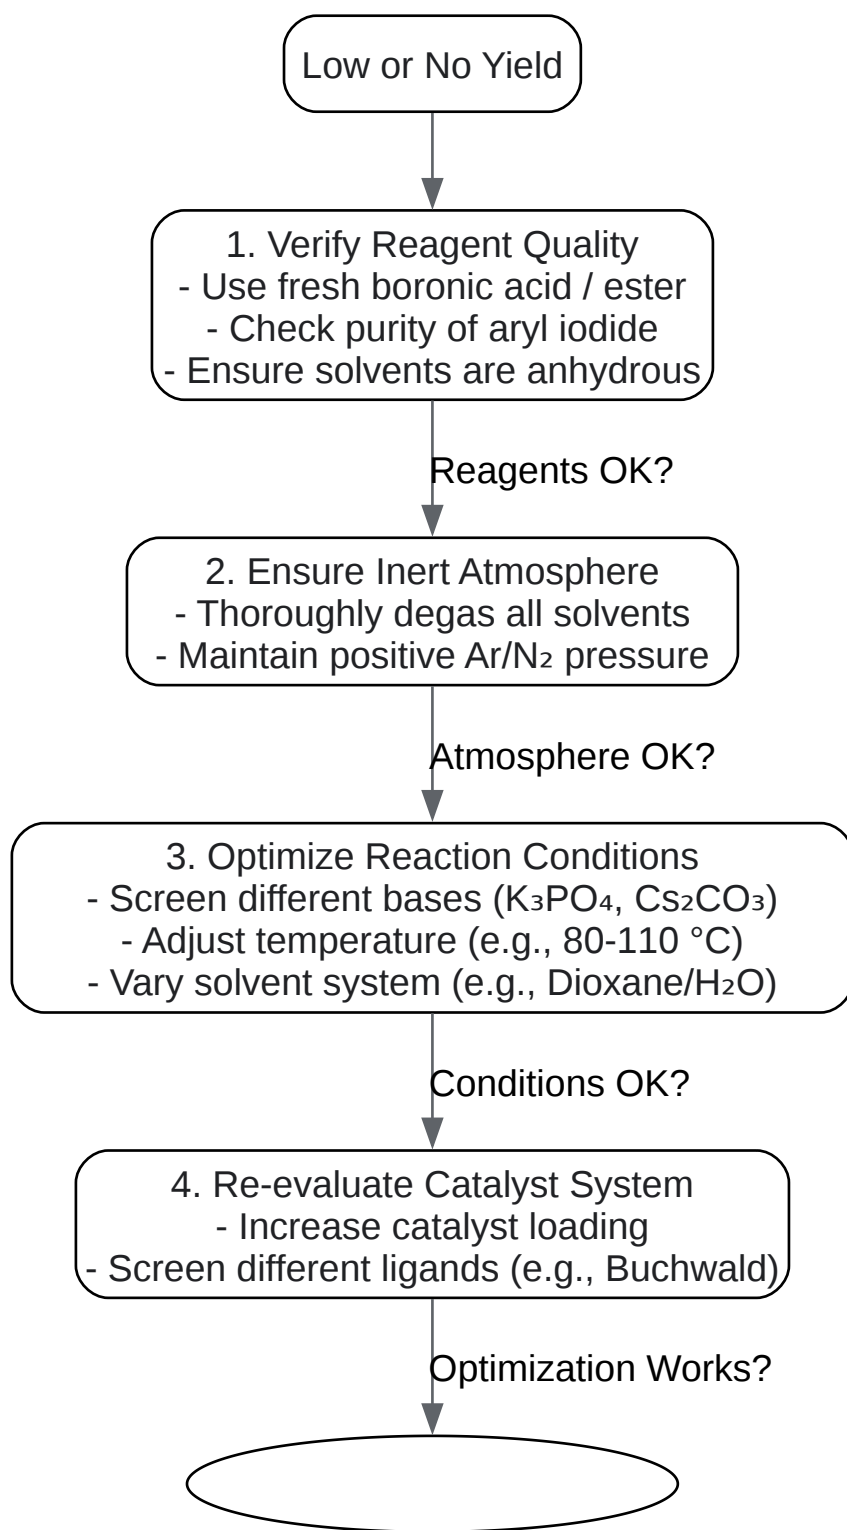 Low or No Yield
1. Verify Reagent Quality
- Use fresh boronic acid / ester
- Check purity of aryl iodide
- Ensure solvents are anhydrous
Reagents OK?
2. Ensure Inert Atmosphere
- Thoroughly degas all solvents
- Maintain positive Ar/N₂ pressure
Atmosphere OK?
3. Optimize Reaction Conditions
- Screen different bases (K₃PO₄, Cs₂CO₃)
- Adjust temperature (e.g., 80-110 °C)
- Vary solvent system (e.g., Dioxane/H₂O)
Conditions OK?
4. Re-evaluate Catalyst System
- Increase catalyst loading
- Screen different ligands (e.g., Buchwald)
Optimization Works?